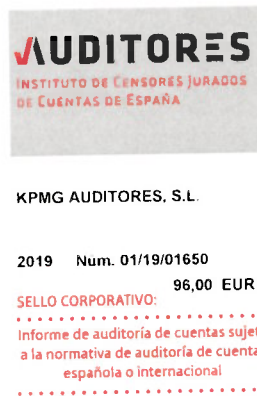 AUDITORES
INSTITUTO DE CENSORES JURADOS
DE CUENTAS DE ESPAÑA
KPMG AUDITORES, S.L.
2019 Núm. 01/19/01650
96,00 EUR
SELLO CORPORATIVO:
Informe de auditoría de cuentas sujet
a la normativa de auditoría de cuenta
española o internacional